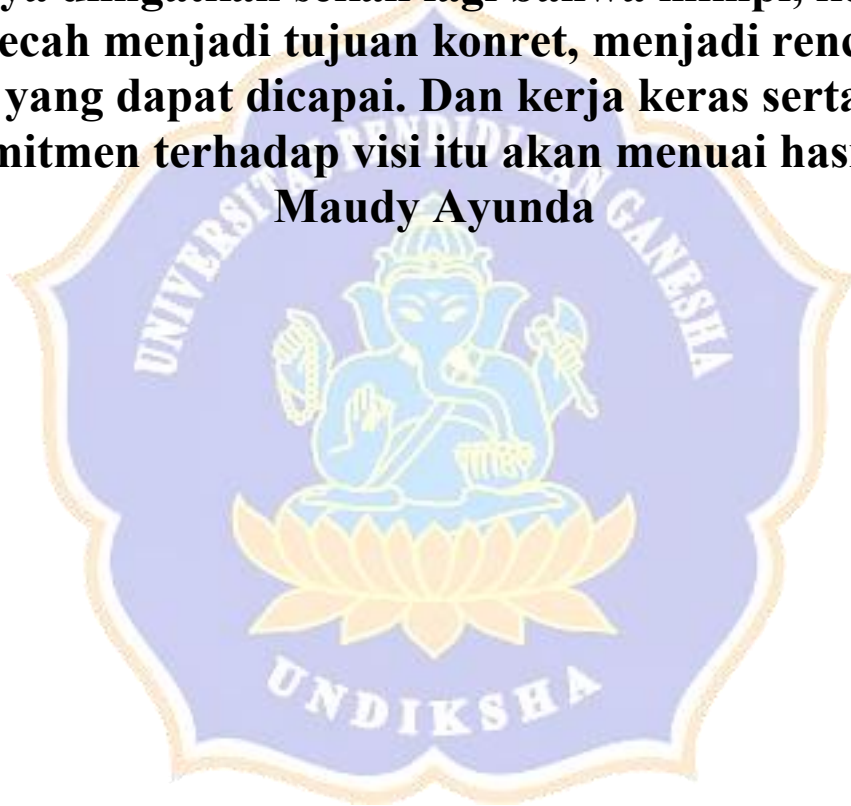 ecah menjadi tujuan konret, menjadi renc
yang dapat dicapai. Dan kerja keras serta
mitmen terhadap visi itu akan menuai has
Maudy Ayunda
UNIVERSITAS PENDIDIKAN GANESHA
UNDIKSHA